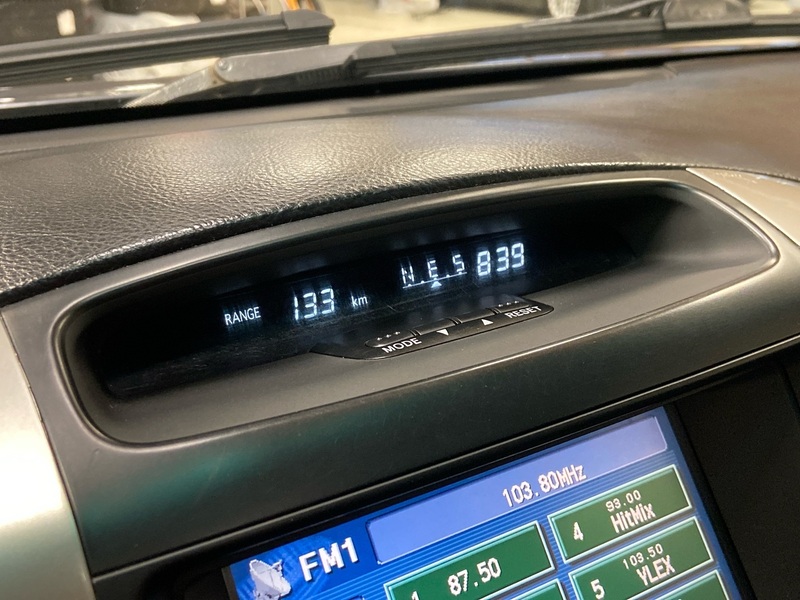 RANGE 133 km N E S 839
MODE ▼ ▲ RESET
103.80MHz
FM1
1 87.50
4 99.00 HitMix
5 103.50 YLEX